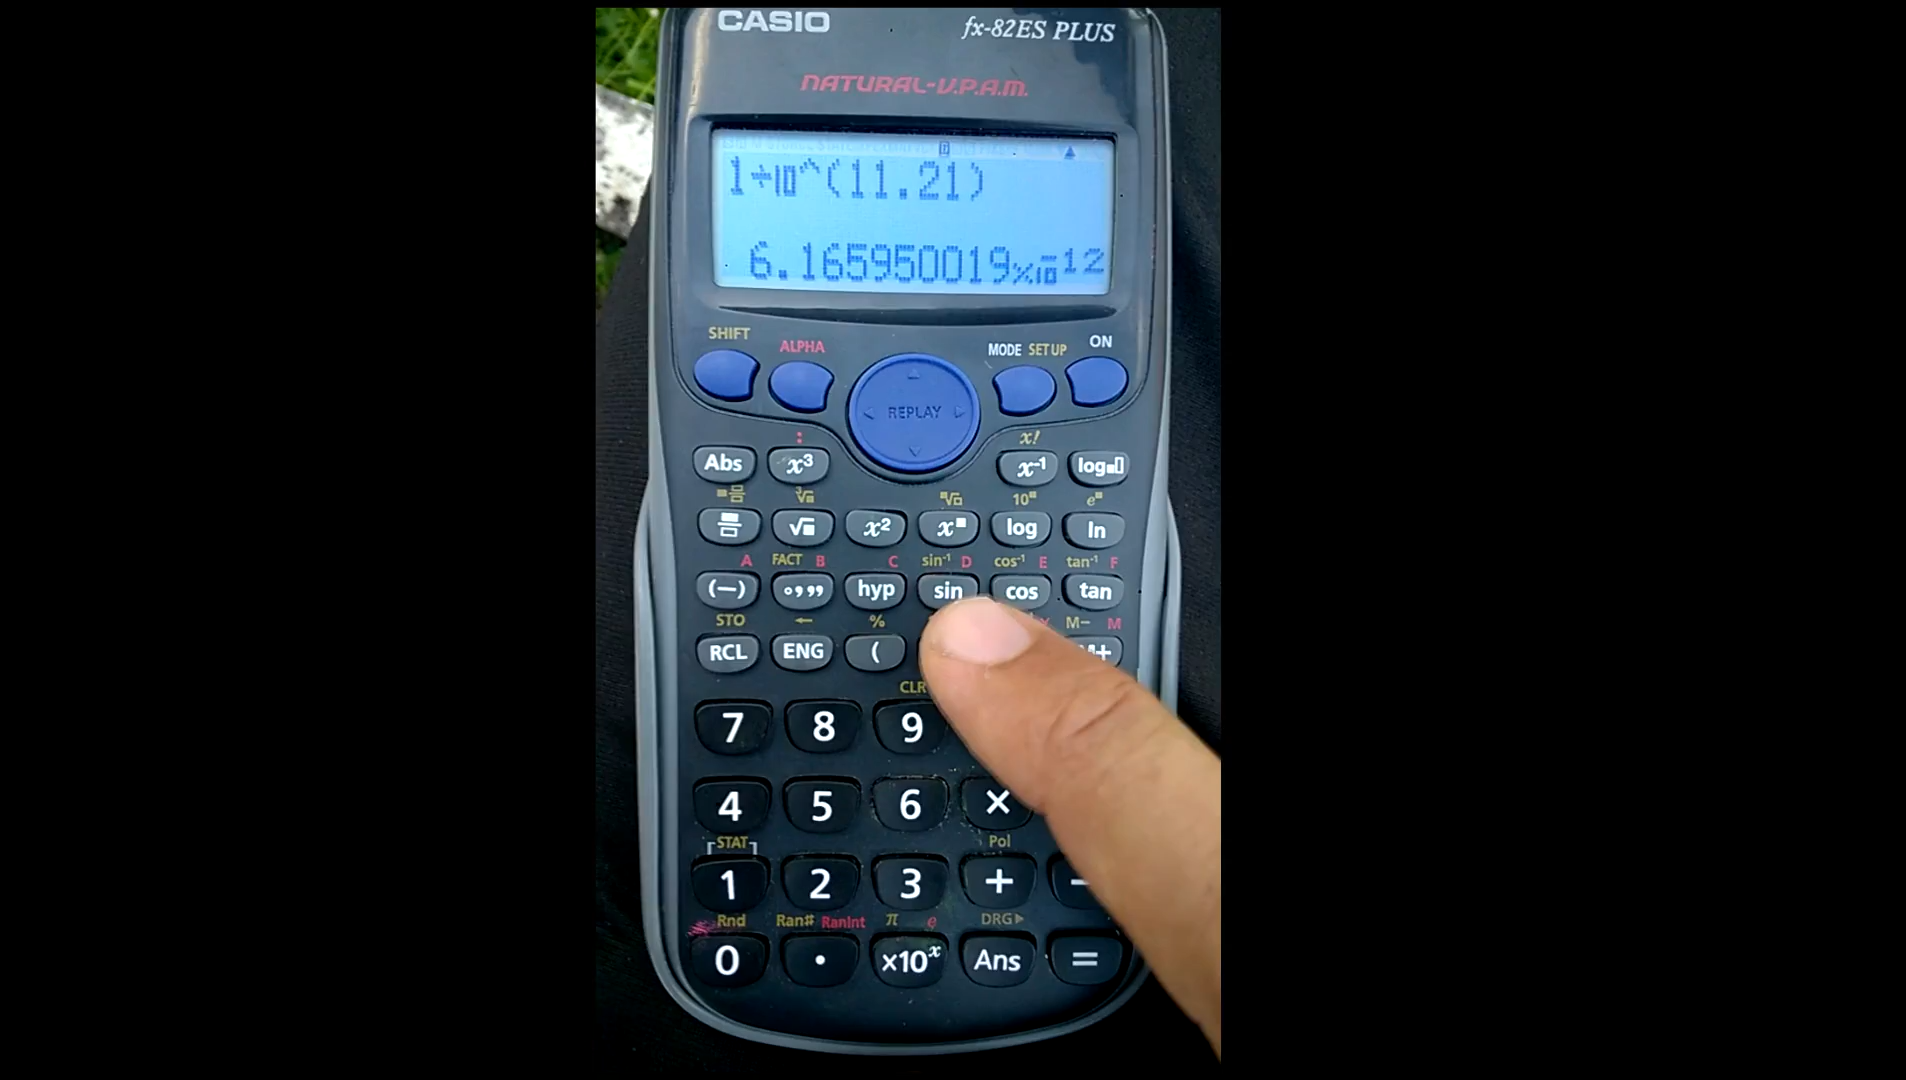 CASIO
fx-82ES PLUS
NATURAL-V.P.A.M.
1÷10^(11.21)
6.165950019×10⁻¹²
SHIFT
ALPHA
MODE SETUP
ON
REPLAY
:
x!
Abs
x³
x⁻¹
log■□
³√■
■√□
10■
e■
√■
x²
x■
log
ln
A
FACT B
C
sin⁻¹ D
cos⁻¹ E
tan⁻¹ F
(—)
°,,,
hyp
sin
cos
tan
STO
←
%
M− M
RCL
ENG
(
M+
CLR
7
8
9
4
5
6
×
STAT
Pol
1
2
3
+
−
Rnd
Ran# RanInt
π e
DRG▶
0
•
×10ˣ
Ans
=